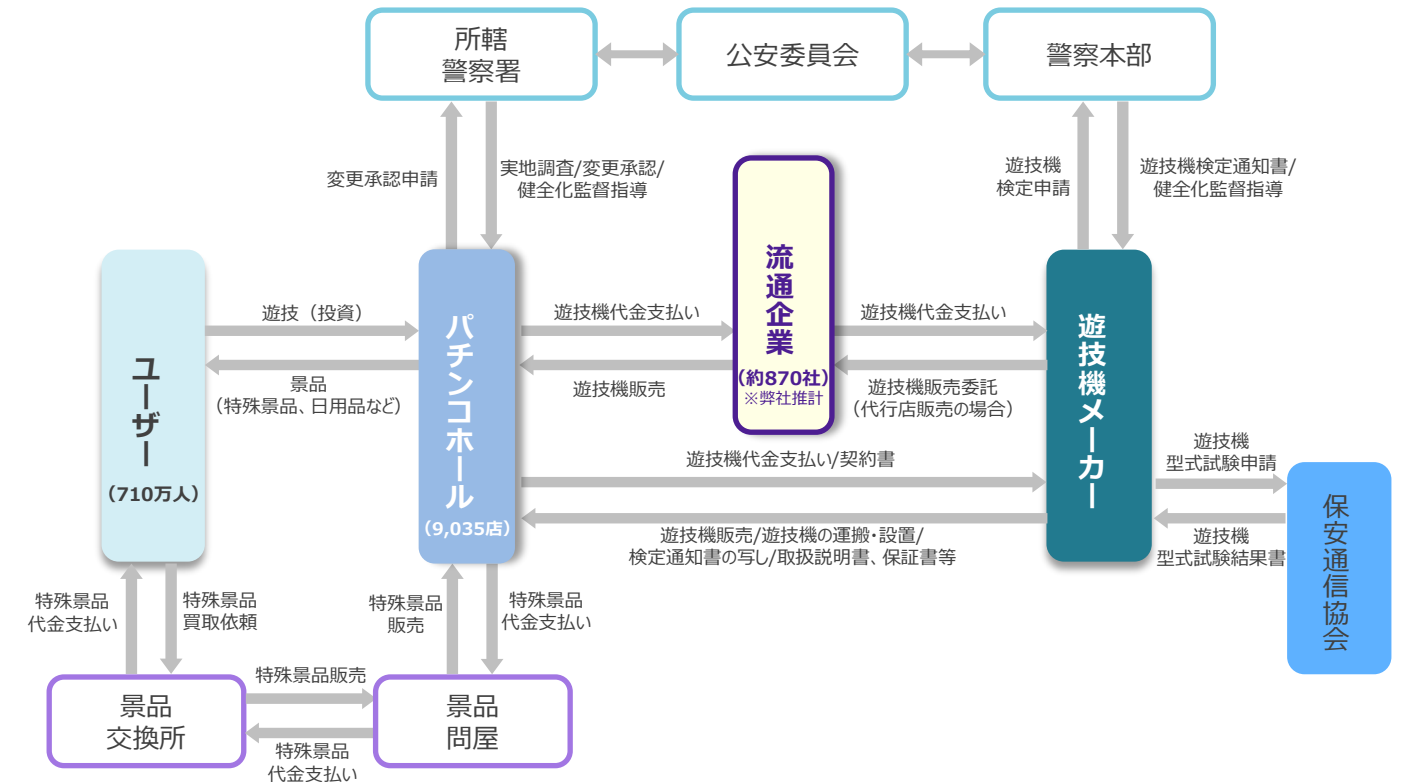 所轄
警察署
公安委員会
警察本部
変更承認申請
実地調査/変更承認/
健全化監督指導
遊技機
検定申請
遊技機検定通知書/
健全化監督指導
ユーザー
(710万人)
遊技（投資）
景品
（特殊景品、日用品など）
パチンコホール
(9,035店)
遊技機代金支払い
遊技機販売
流通企業
(約870社)
※弊社推計
遊技機代金支払い
遊技機販売委託
（代行店販売の場合）
遊技機メーカー
遊技機代金支払い/契約書
遊技機販売/遊技機の運搬・設置/
検定通知書の写し/取扱説明書、保証書等
遊技機
型式試験申請
遊技機
型式試験結果書
保安通信協会
特殊景品
代金支払い
特殊景品
買取依頼
特殊景品
販売
特殊景品
代金支払い
景品
交換所
特殊景品販売
特殊景品
代金支払い
景品
問屋